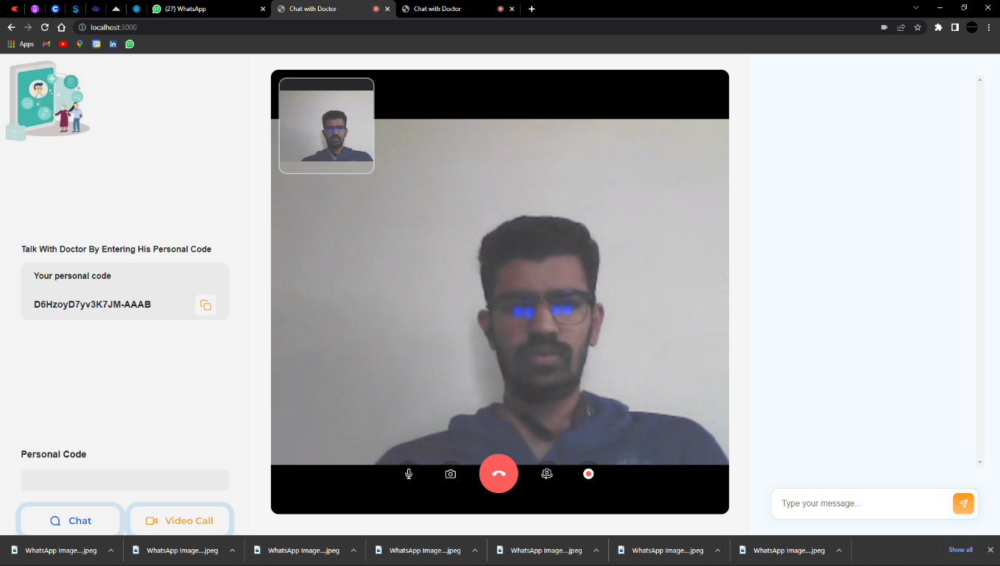 (27) WhatsApp
Chat with Doctor
Chat with Doctor
localhost:3000
Apps
Talk With Doctor By Entering His Personal Code
Your personal code
D6HzoyD7yv3K7JM-AAAB
Personal Code
Chat
Video Call
Type your message...
WhatsApp Image....jpeg
WhatsApp Image....jpeg
WhatsApp Image....jpeg
WhatsApp Image....jpeg
WhatsApp Image....jpeg
WhatsApp Image....jpeg
WhatsApp Image....jpeg
Show all